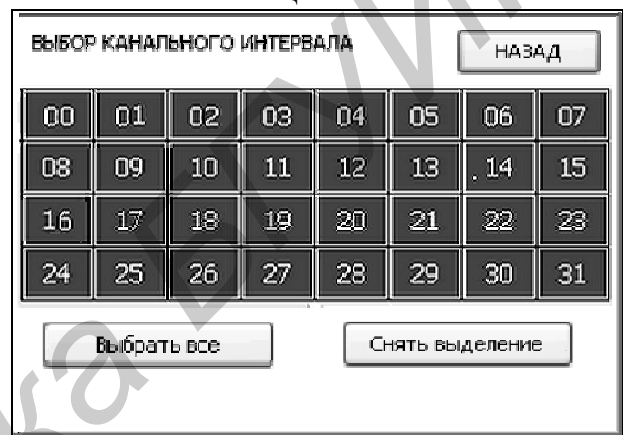 ВЫБОР КАНАЛЬНОГО ИНТЕРВАЛА
НАЗАД
00 01 02 03 04 05 06 07
08 09 10 11 12 13 .14 15
16 17 18 19 20 21 22 23
24 25 26 27 28 29 30 31
Выбрать все
Снять выделение